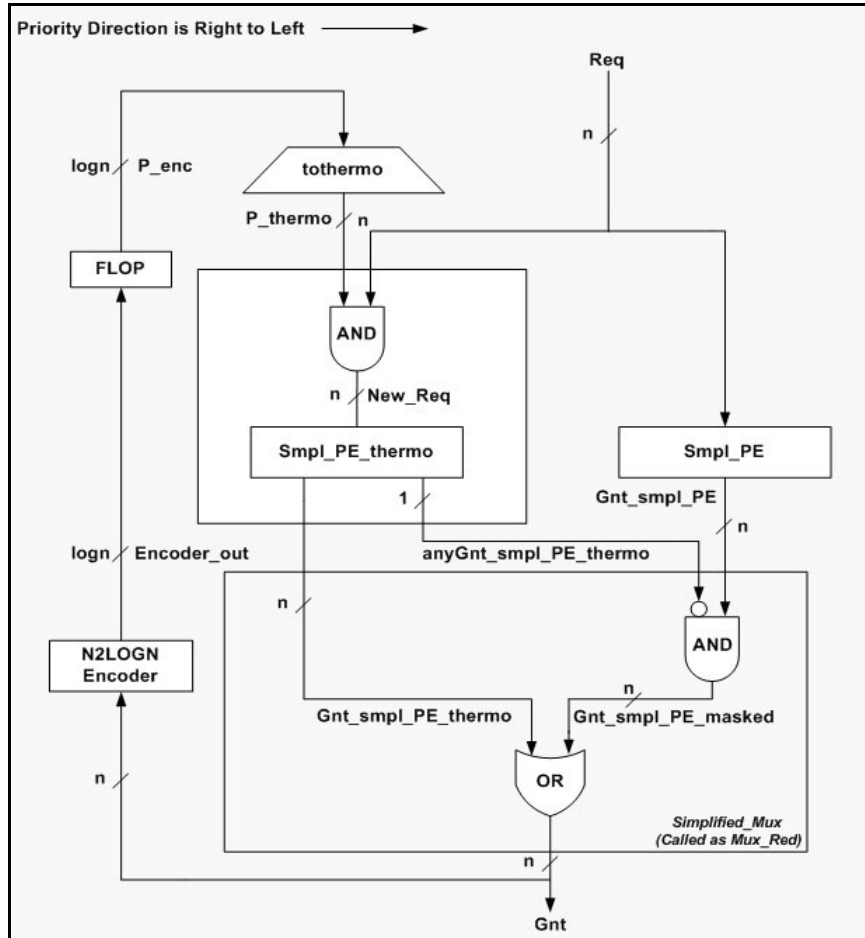 Priority Direction is Right to Left
Req
n
logn P_enc
tothermo
P_thermo n
FLOP
AND
n New_Req
Smpl_PE_thermo
Smpl_PE
1
Gnt_smpl_PE
n
logn Encoder_out
anyGnt_smpl_PE_thermo
n
AND
N2LOGN
Encoder
n
Gnt_smpl_PE_thermo
Gnt_smpl_PE_masked
OR
n
Simplified_Mux
(Called as Mux_Red)
n
Gnt